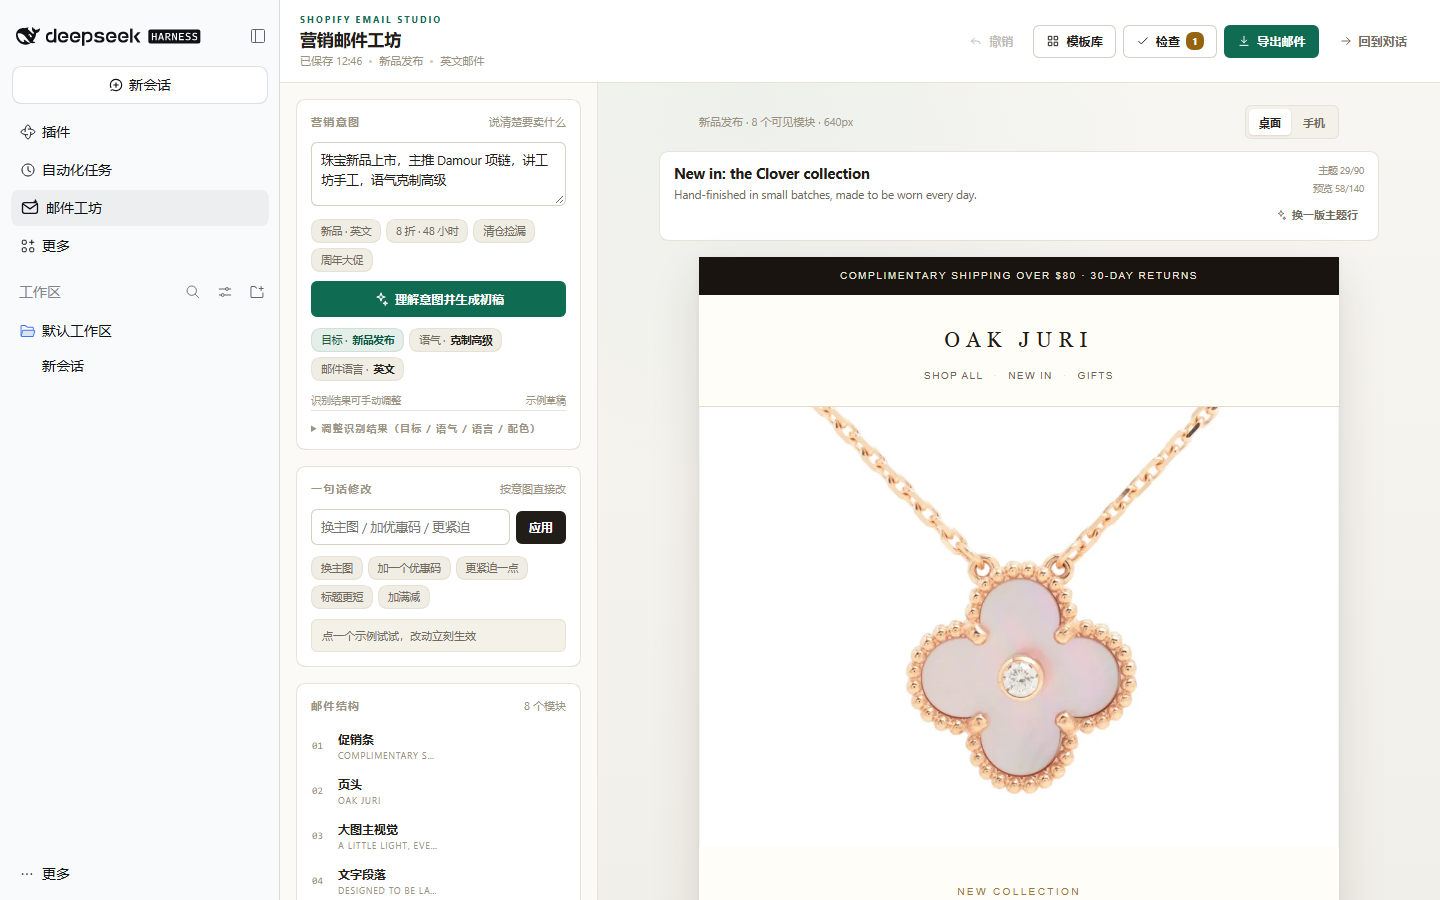 deepseek HARNESS
新会话
插件
自动化任务
邮件工坊
更多
工作区
默认工作区
新会话
更多
SHOPIFY EMAIL STUDIO
营销邮件工坊
已保存 12:46 • 新品发布 • 英文邮件
撤销
模板库
检查 1
导出邮件
回到对话
营销意图
说清楚要卖什么
珠宝新品上市，主推 Damour 项链，讲工
坊手工，语气克制高级
新品 · 英文
8 折 · 48 小时
清仓捡漏
周年大促
理解意图并生成初稿
目标 · 新品发布
语气 · 克制高级
邮件语言 · 英文
识别结果可手动调整
示例草稿
调整识别结果（目标 / 语气 / 语言 / 配色）
一句话修改
按意图直接改
换主图 / 加优惠码 / 更紧迫
应用
换主图
加一个优惠码
更紧迫一点
标题更短
加满减
点一个示例试试，改动立刻生效
邮件结构
8 个模块
01 促销条
COMPLIMENTARY S...
02 页头
OAK JURI
03 大图主视觉
A LITTLE LIGHT, EVE...
04 文字段落
DESIGNED TO BE LA...
新品发布 · 8 个可见模块 · 640px
桌面
手机
New in: the Clover collection
Hand-finished in small batches, made to be worn every day.
主题 29/90
预览 58/140
换一版主题行
COMPLIMENTARY SHIPPING OVER $80 · 30-DAY RETURNS
OAK JURI
SHOP ALL · NEW IN · GIFTS
NEW COLLECTION